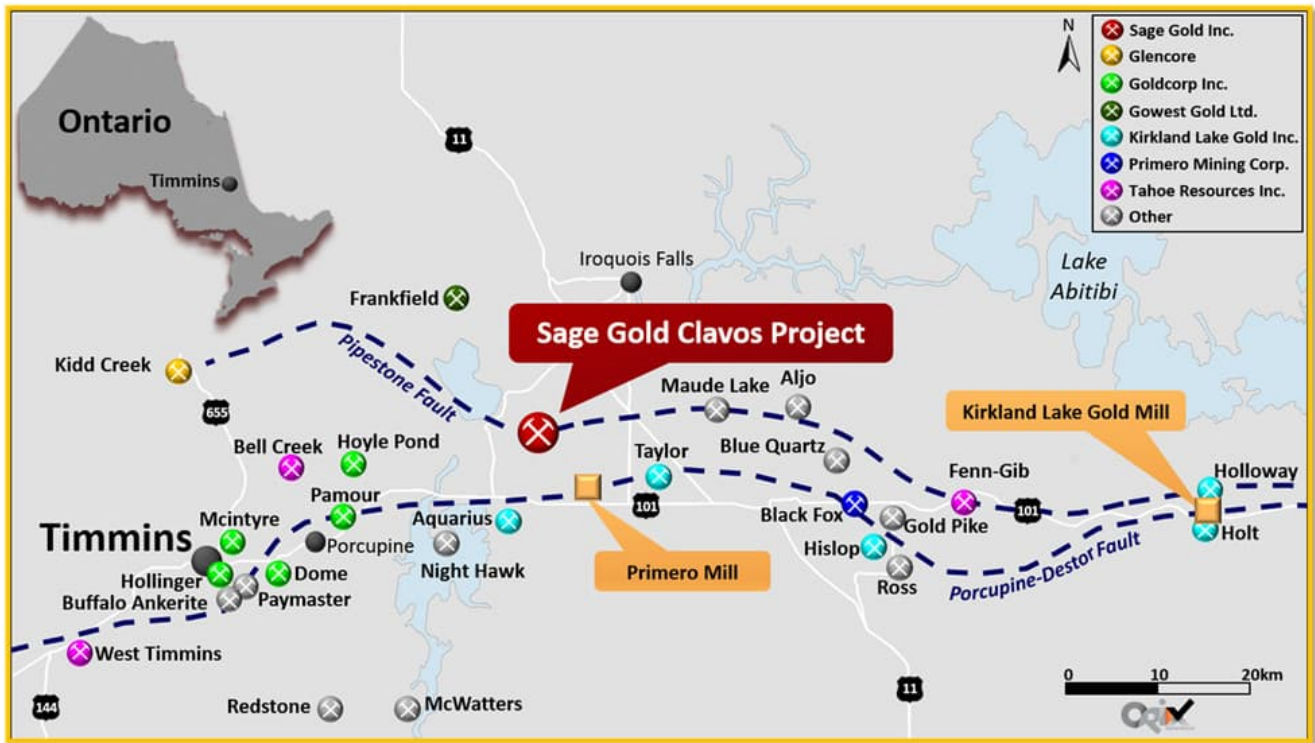 N
Sage Gold Inc.
Glencore
Goldcorp Inc.
Gowest Gold Ltd.
Kirkland Lake Gold Inc.
Primero Mining Corp.
Tahoe Resources Inc.
Other
Ontario
Timmins
11
Iroquois Falls
Lake
Abitibi
Frankfield
Sage Gold Clavos Project
Kidd Creek
Pipestone Fault
655
Maude Lake
Aljo
Kirkland Lake Gold Mill
Bell Creek
Hoyle Pond
Blue Quartz
Taylor
Fenn-Gib
Holloway
Pamour
101
101
Mcintyre
Aquarius
Black Fox
Gold Pike
Holt
Timmins
Porcupine
Hislop
Night Hawk
Primero Mill
Hollinger
Dome
Ross
Porcupine-Destor Fault
Buffalo Ankerite
Paymaster
West Timmins
0 10 20km
11
144
Redstone
McWatters